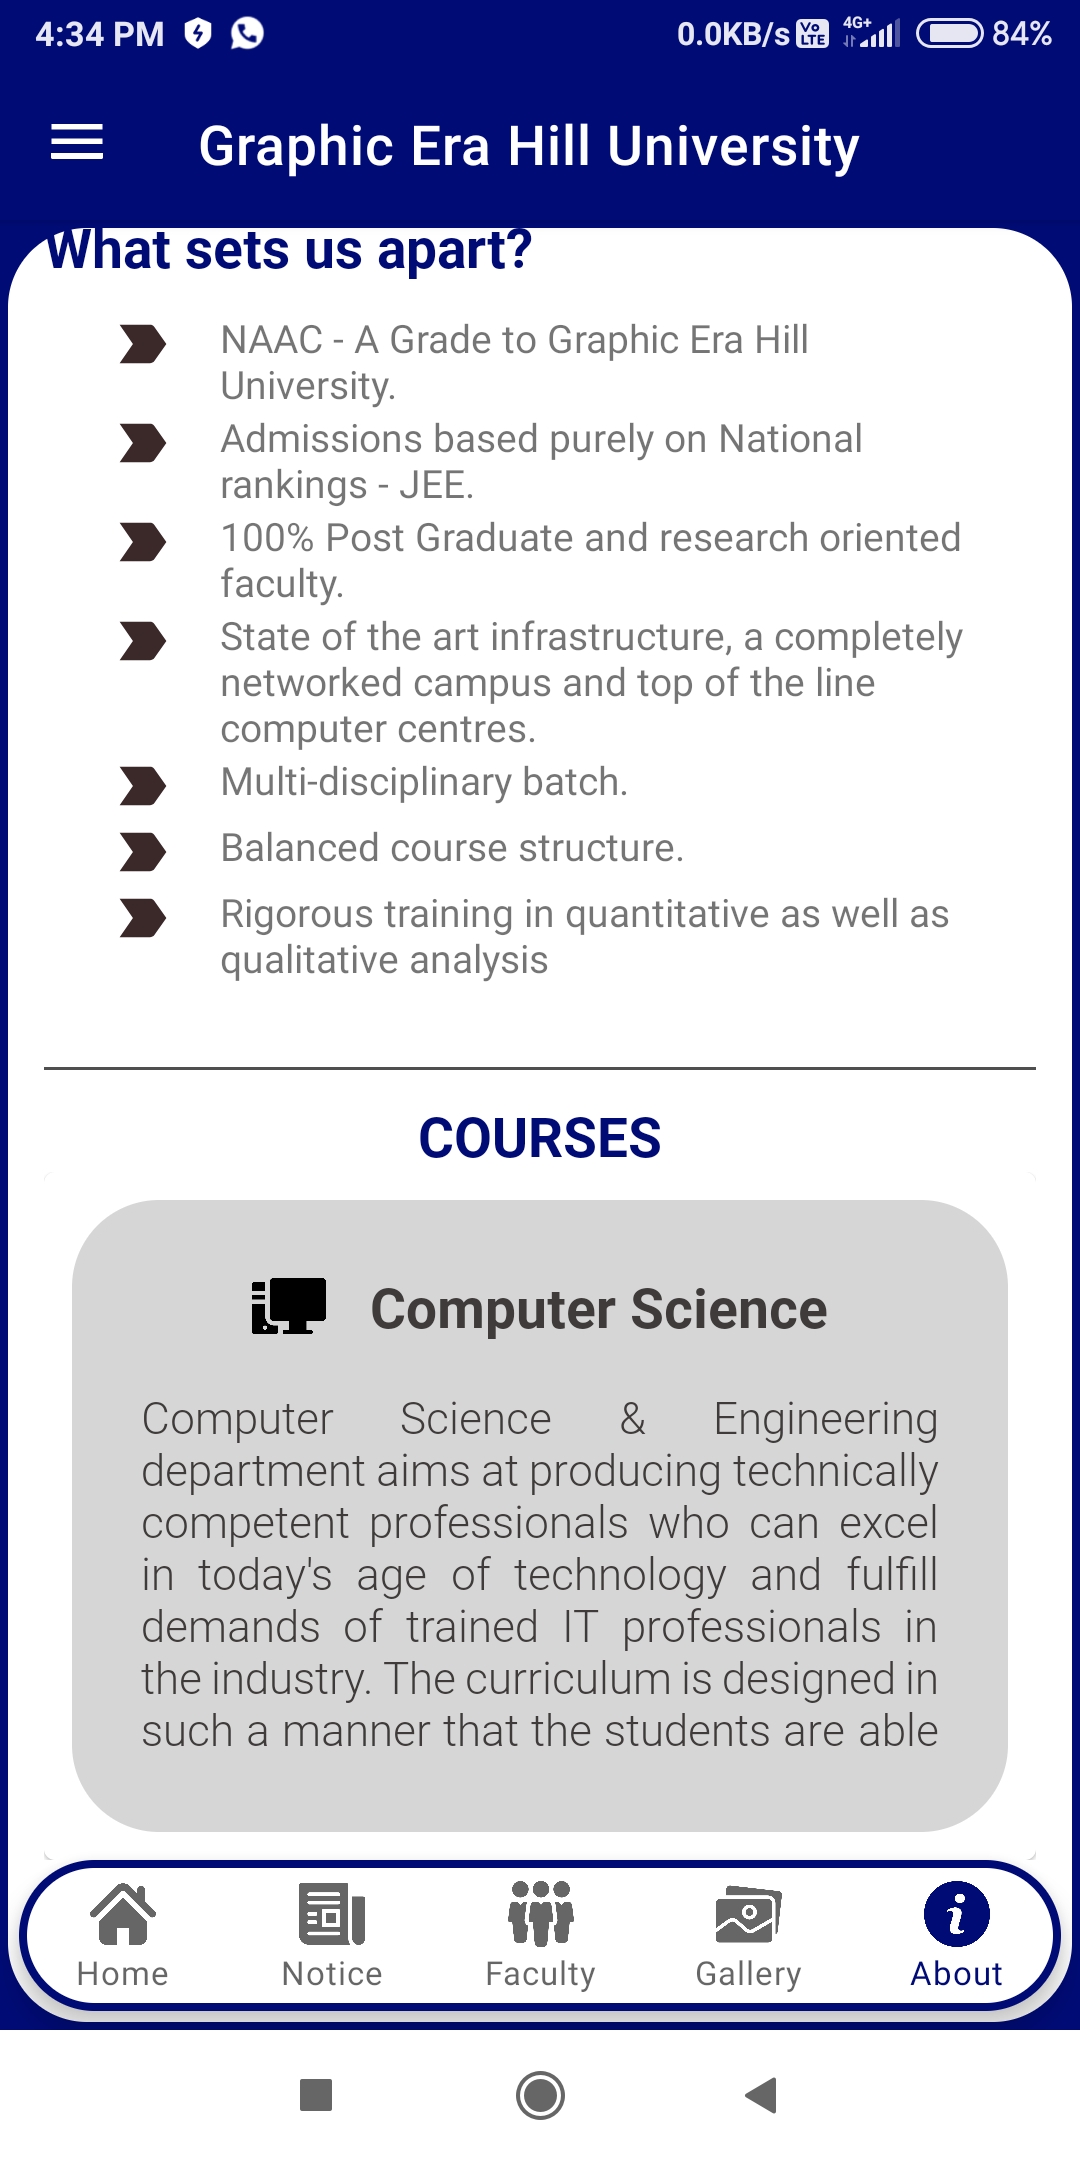 4:34 PM 0.0KB/s Vo LTE 4G+ 84%
Graphic Era Hill University
What sets us apart?
NAAC - A Grade to Graphic Era Hill
University.
Admissions based purely on National
rankings - JEE.
100% Post Graduate and research oriented
faculty.
State of the art infrastructure, a completely
networked campus and top of the line
computer centres.
Multi-disciplinary batch.
Balanced course structure.
Rigorous training in quantitative as well as
qualitative analysis
COURSES
Computer Science
Computer Science & Engineering
department aims at producing technically
competent professionals who can excel
in today's age of technology and fulfill
demands of trained IT professionals in
the industry. The curriculum is designed in
such a manner that the students are able
Home Notice Faculty Gallery About